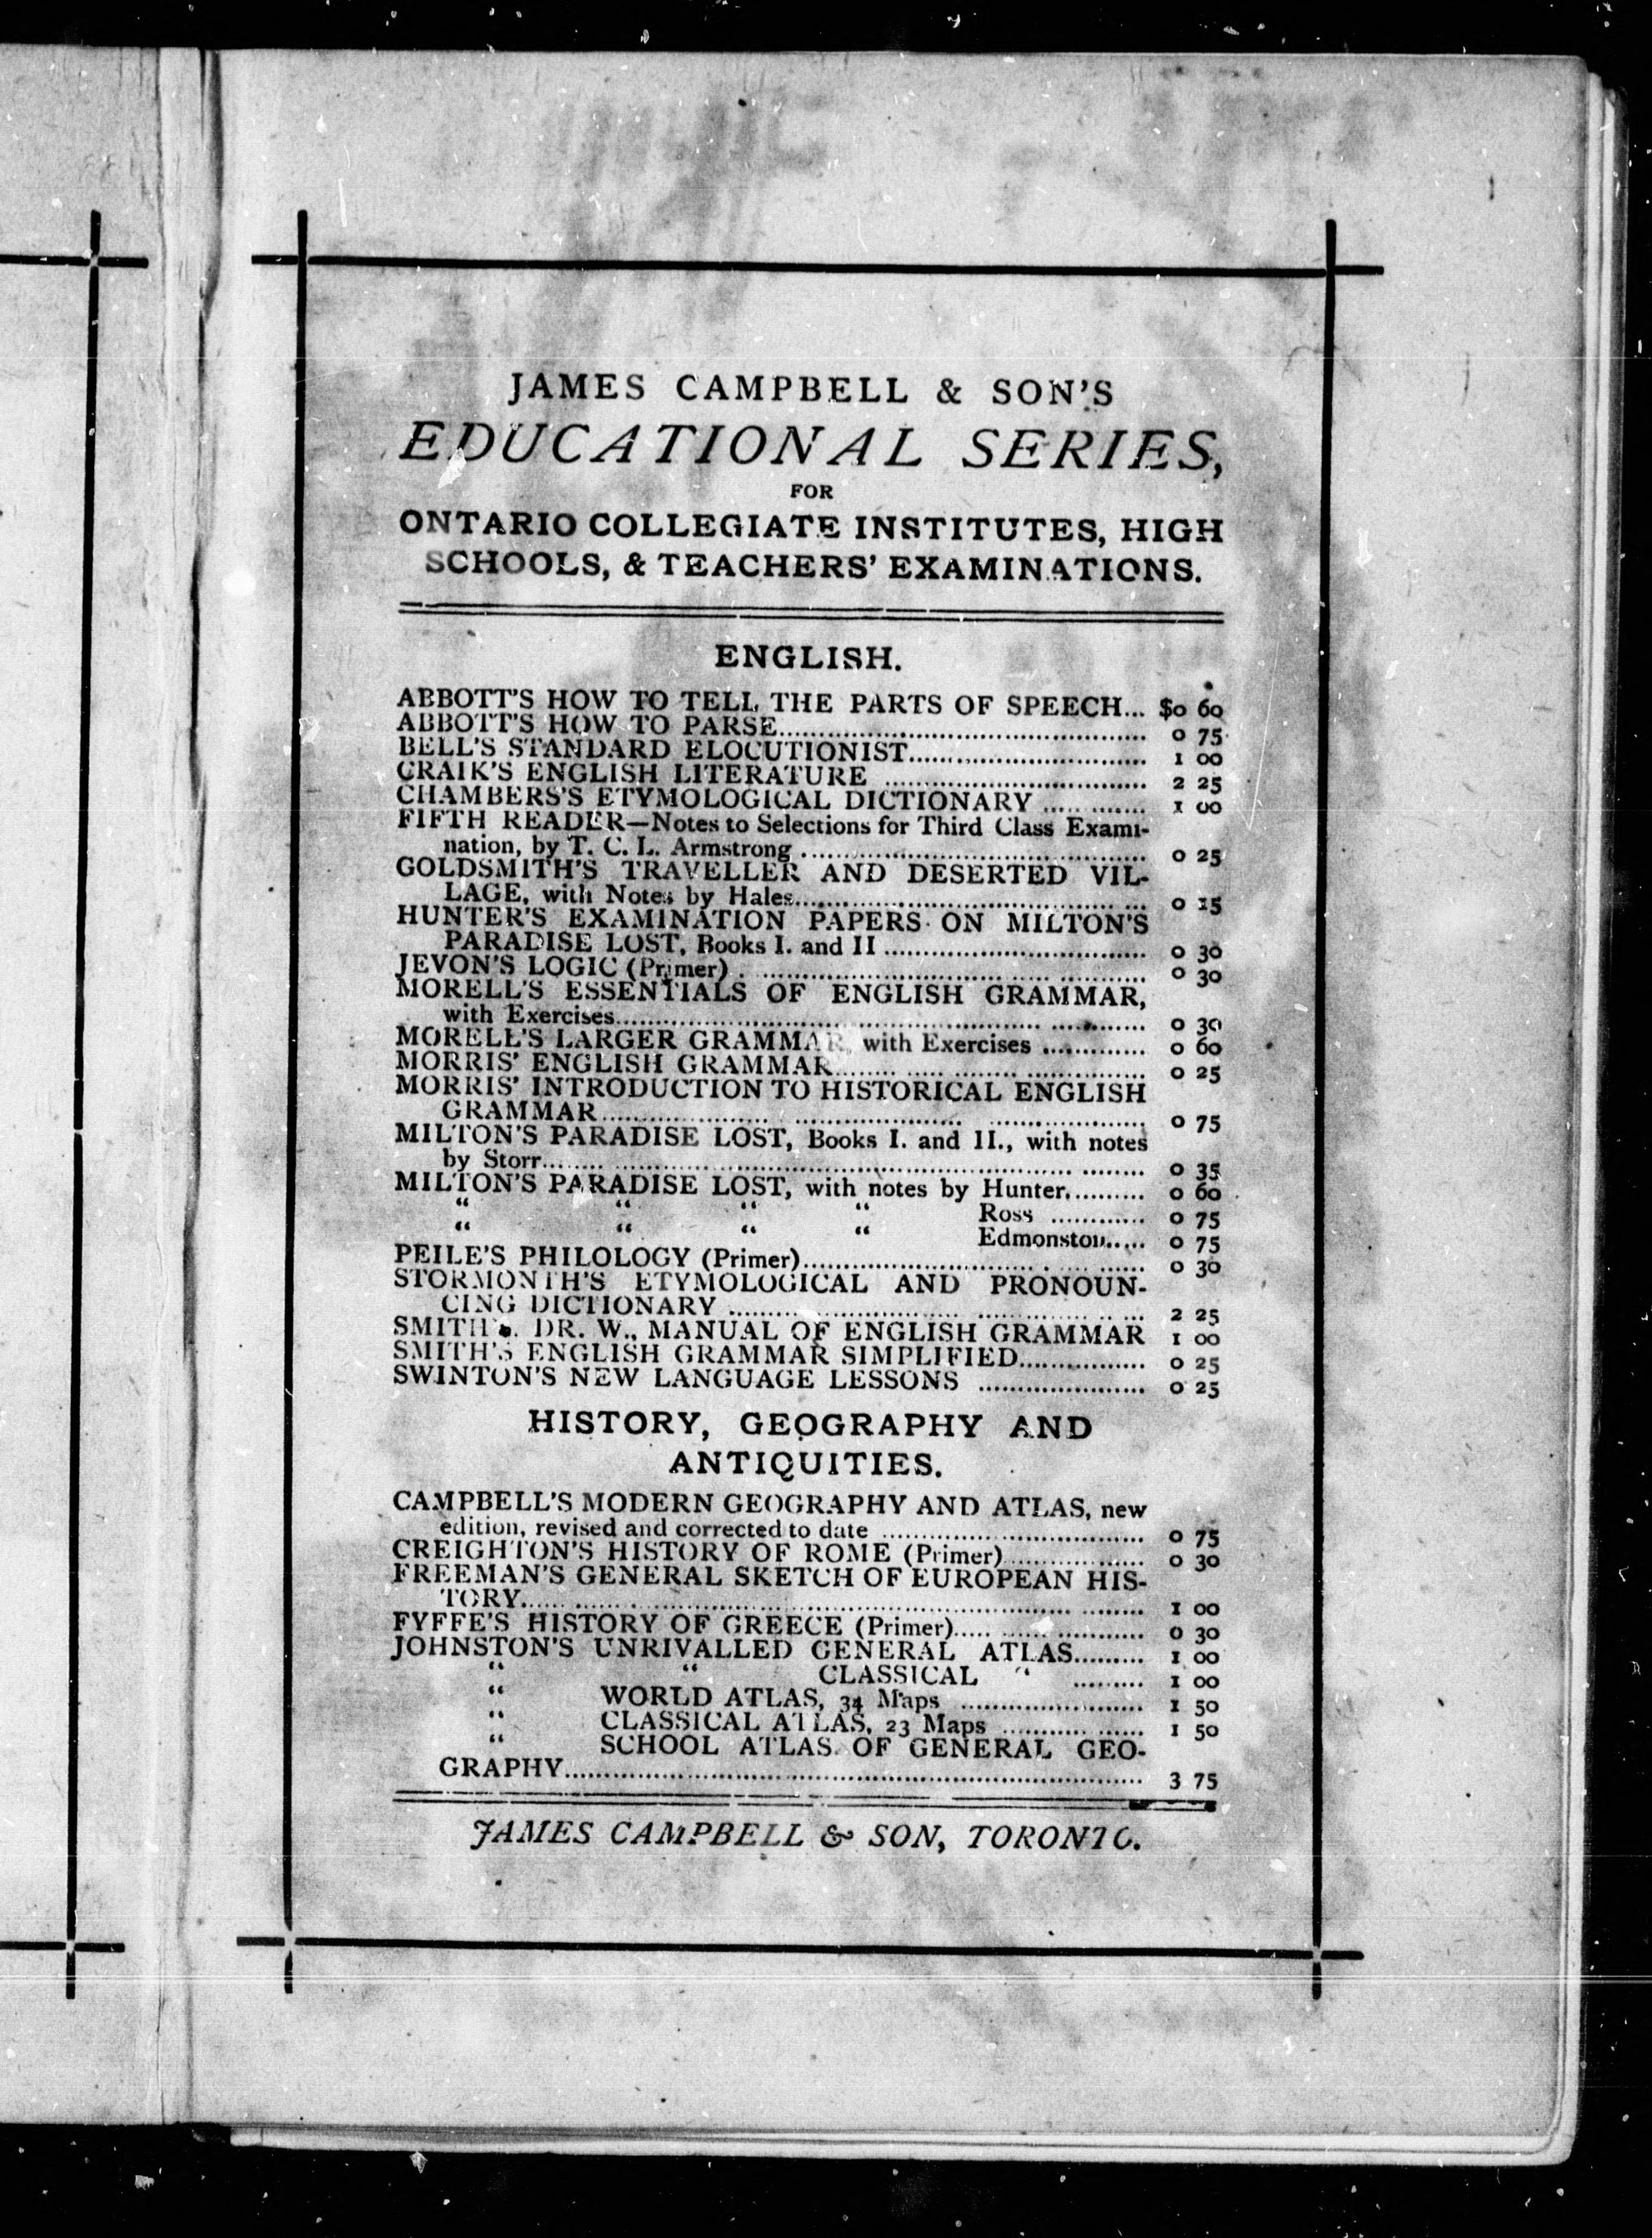 JAMES CAMPBELL & SON'S
EDUCATIONAL SERIES,
FOR
ONTARIO COLLEGIATE INSTITUTES, HIGH
SCHOOLS, & TEACHERS' EXAMINATIONS.
ENGLISH.
ABBOTT'S HOW TO TELL THE PARTS OF SPEECH... $0 60
ABBOTT'S HOW TO PARSE........ 0 75
BELL'S STANDARD ELOCUTIONIST........ 1 00
CRAIK'S ENGLISH LITERATURE ........ 2 25
CHAMBERS'S ETYMOLOGICAL DICTIONARY ........ 1 00
FIFTH READER—Notes to Selections for Third Class Exami-
nation, by T. C. L. Armstrong ........ 0 25
GOLDSMITH'S TRAVELLER AND DESERTED VIL-
LAGE, with Notes by Hales........ 0 15
HUNTER'S EXAMINATION PAPERS ON MILTON'S
PARADISE LOST, Books I. and II ........ 0 30
JEVON'S LOGIC (Primer) ........ 0 30
MORELL'S ESSENTIALS OF ENGLISH GRAMMAR,
with Exercises........ 0 30
MORELL'S LARGER GRAMMAR, with Exercises ........ 0 60
MORRIS' ENGLISH GRAMMAR........ 0 25
MORRIS' INTRODUCTION TO HISTORICAL ENGLISH
GRAMMAR........ 0 75
MILTON'S PARADISE LOST, Books I. and II., with notes
by Storr........ 0 35
MILTON'S PARADISE LOST, with notes by Hunter........ 0 60
" " " " Ross ........ 0 75
" " " " Edmonston..... 0 75
PEILE'S PHILOLOGY (Primer)........ 0 30
STORMONTH'S ETYMOLOGICAL AND PRONOUN-
CING DICTIONARY ........ 2 25
SMITH'S. DR. W., MANUAL OF ENGLISH GRAMMAR 1 00
SMITH'S ENGLISH GRAMMAR SIMPLIFIED........ 0 25
SWINTON'S NEW LANGUAGE LESSONS ........ 0 25
HISTORY, GEOGRAPHY AND
ANTIQUITIES.
CAMPBELL'S MODERN GEOGRAPHY AND ATLAS, new
edition, revised and corrected to date ........ 0 75
CREIGHTON'S HISTORY OF ROME (Primer)........ 0 30
FREEMAN'S GENERAL SKETCH OF EUROPEAN HIS-
TORY........ 1 00
FYFFE'S HISTORY OF GREECE (Primer)........ 0 30
JOHNSTON'S UNRIVALLED GENERAL ATLAS......... 1 00
" " CLASSICAL " ......... 1 00
" WORLD ATLAS, 34 Maps ........ 1 50
" CLASSICAL ATLAS, 23 Maps ........ 1 50
" SCHOOL ATLAS OF GENERAL GEO-
GRAPHY........ 3 75
JAMES CAMPBELL & SON, TORONTO.